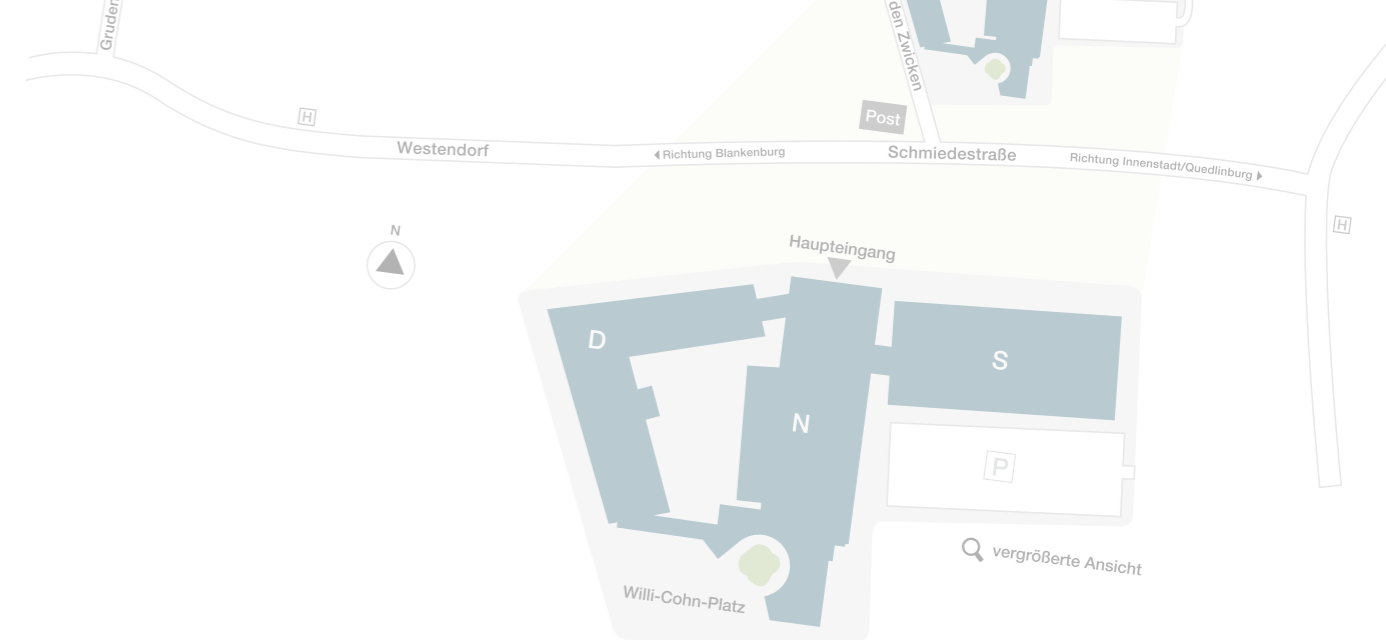 Gruden
den Zwicken
H
Post
Westendorf
Richtung Blankenburg
Schmiedestraße
Richtung Innenstadt/Quedlinburg
H
N
Haupteingang
D
S
N
P
vergrößerte Ansicht
Willi-Cohn-Platz